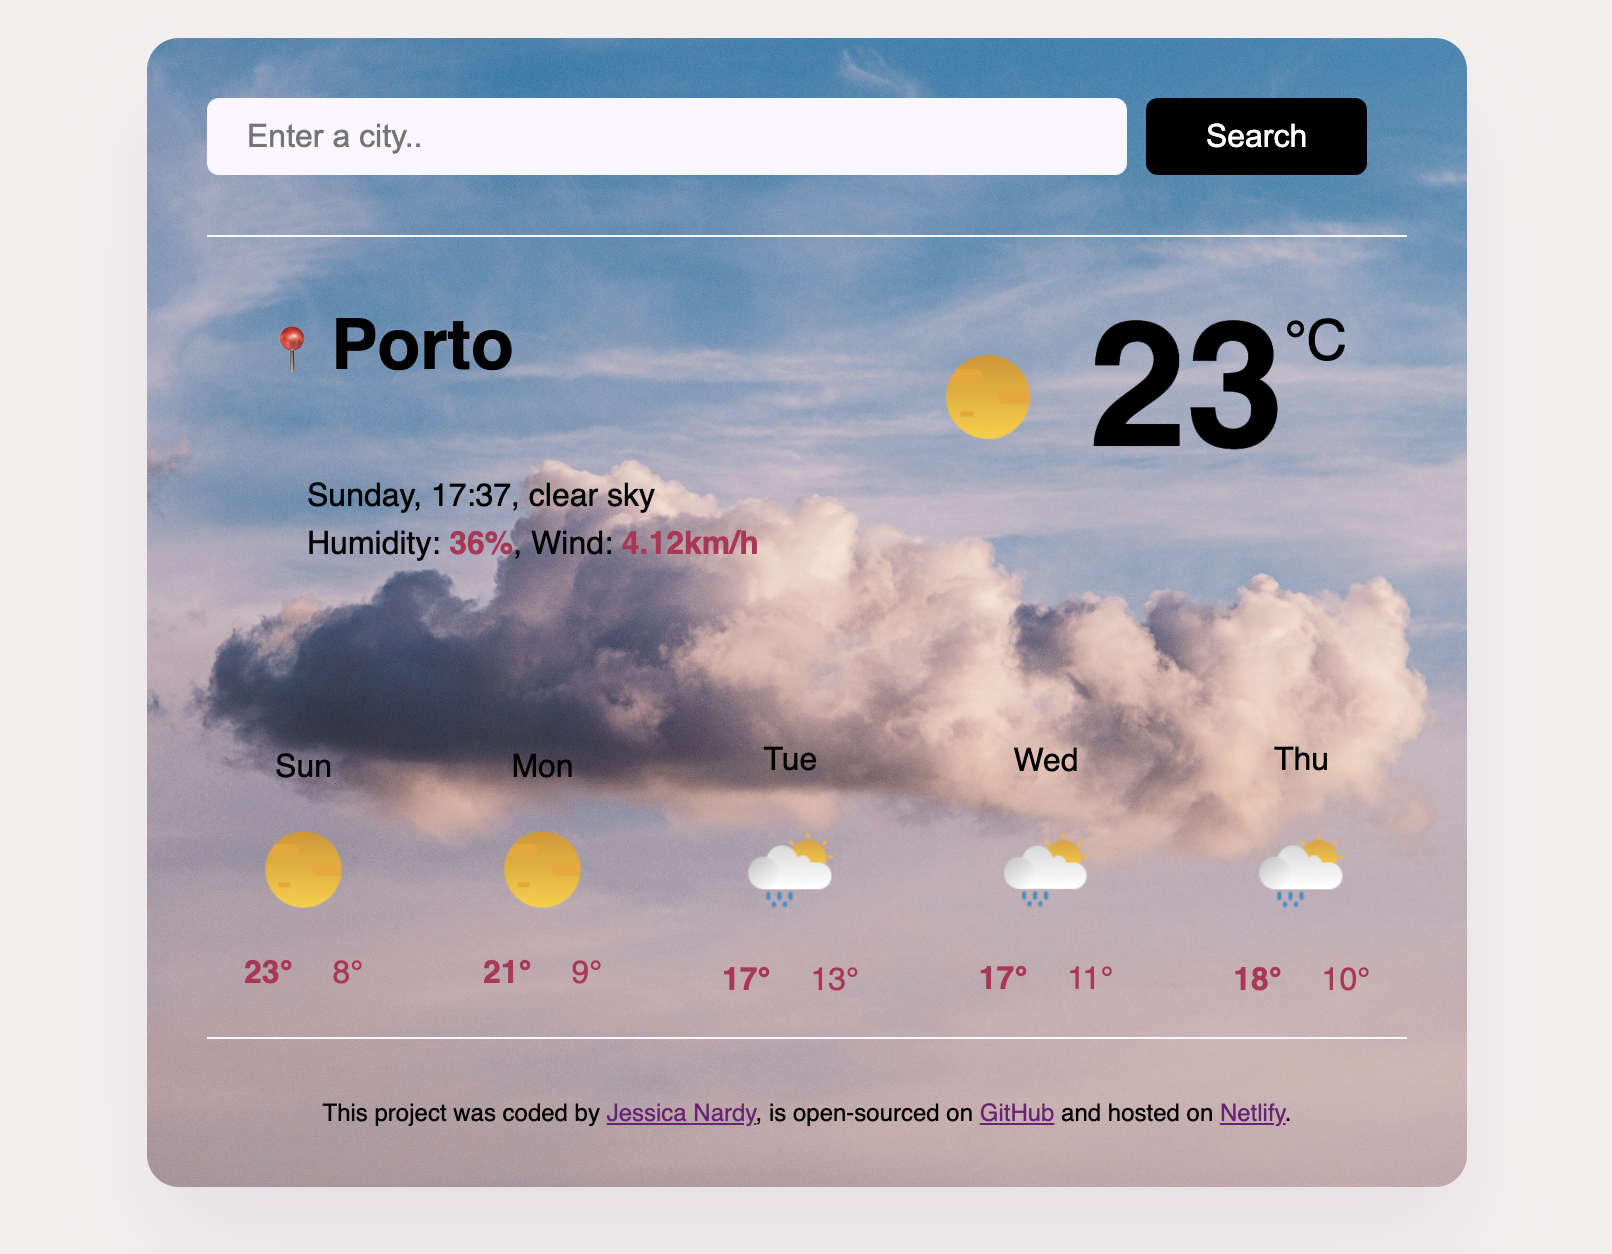 Enter a city..
Search
📍 Porto
23 °C
Sunday, 17:37, clear sky
Humidity: 36%, Wind: 4.12km/h
Sun Mon Tue Wed Thu
23° 8° 21° 9° 17° 13° 17° 11° 18° 10°
This project was coded by Jessica Nardy, is open-sourced on GitHub and hosted on Netlify.